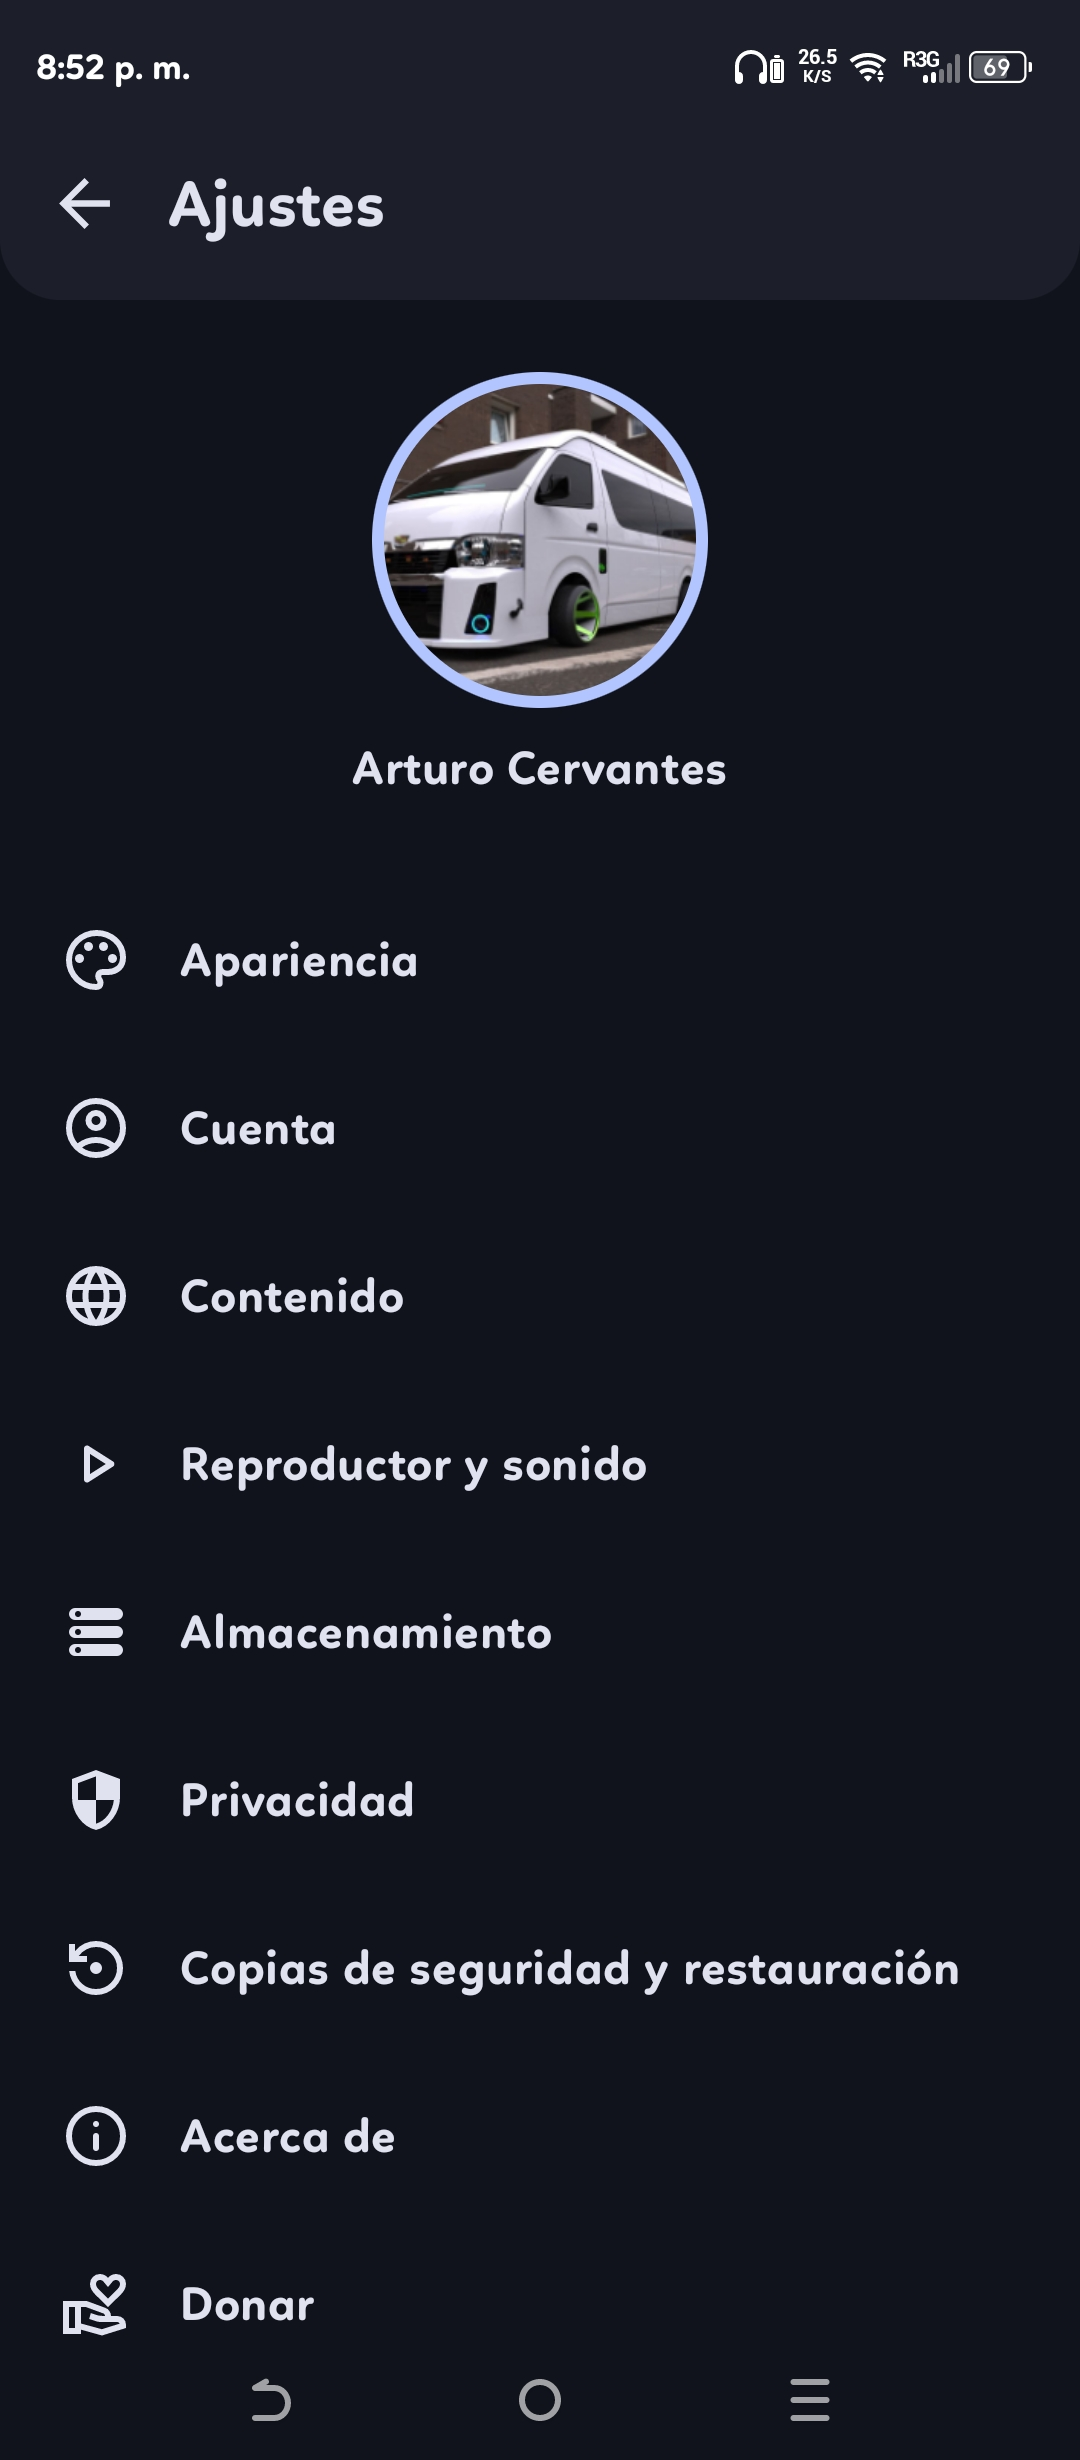 8:52 p. m.
26.5
K/S
R3G
69
Ajustes
Arturo Cervantes
Apariencia
Cuenta
Contenido
Reproductor y sonido
Almacenamiento
Privacidad
Copias de seguridad y restauración
Acerca de
Donar